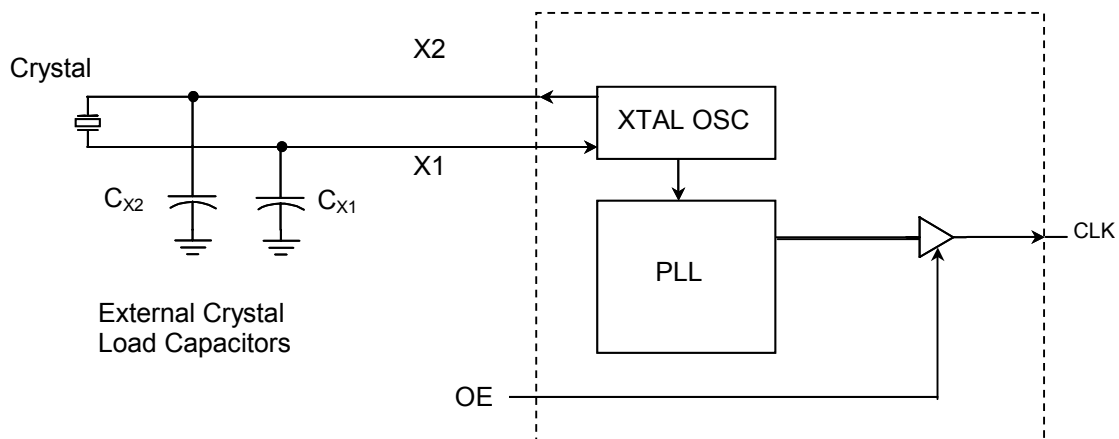 X2
Crystal
XTAL OSC
X1
CX2
CX1
CLK
PLL
External Crystal
Load Capacitors
OE